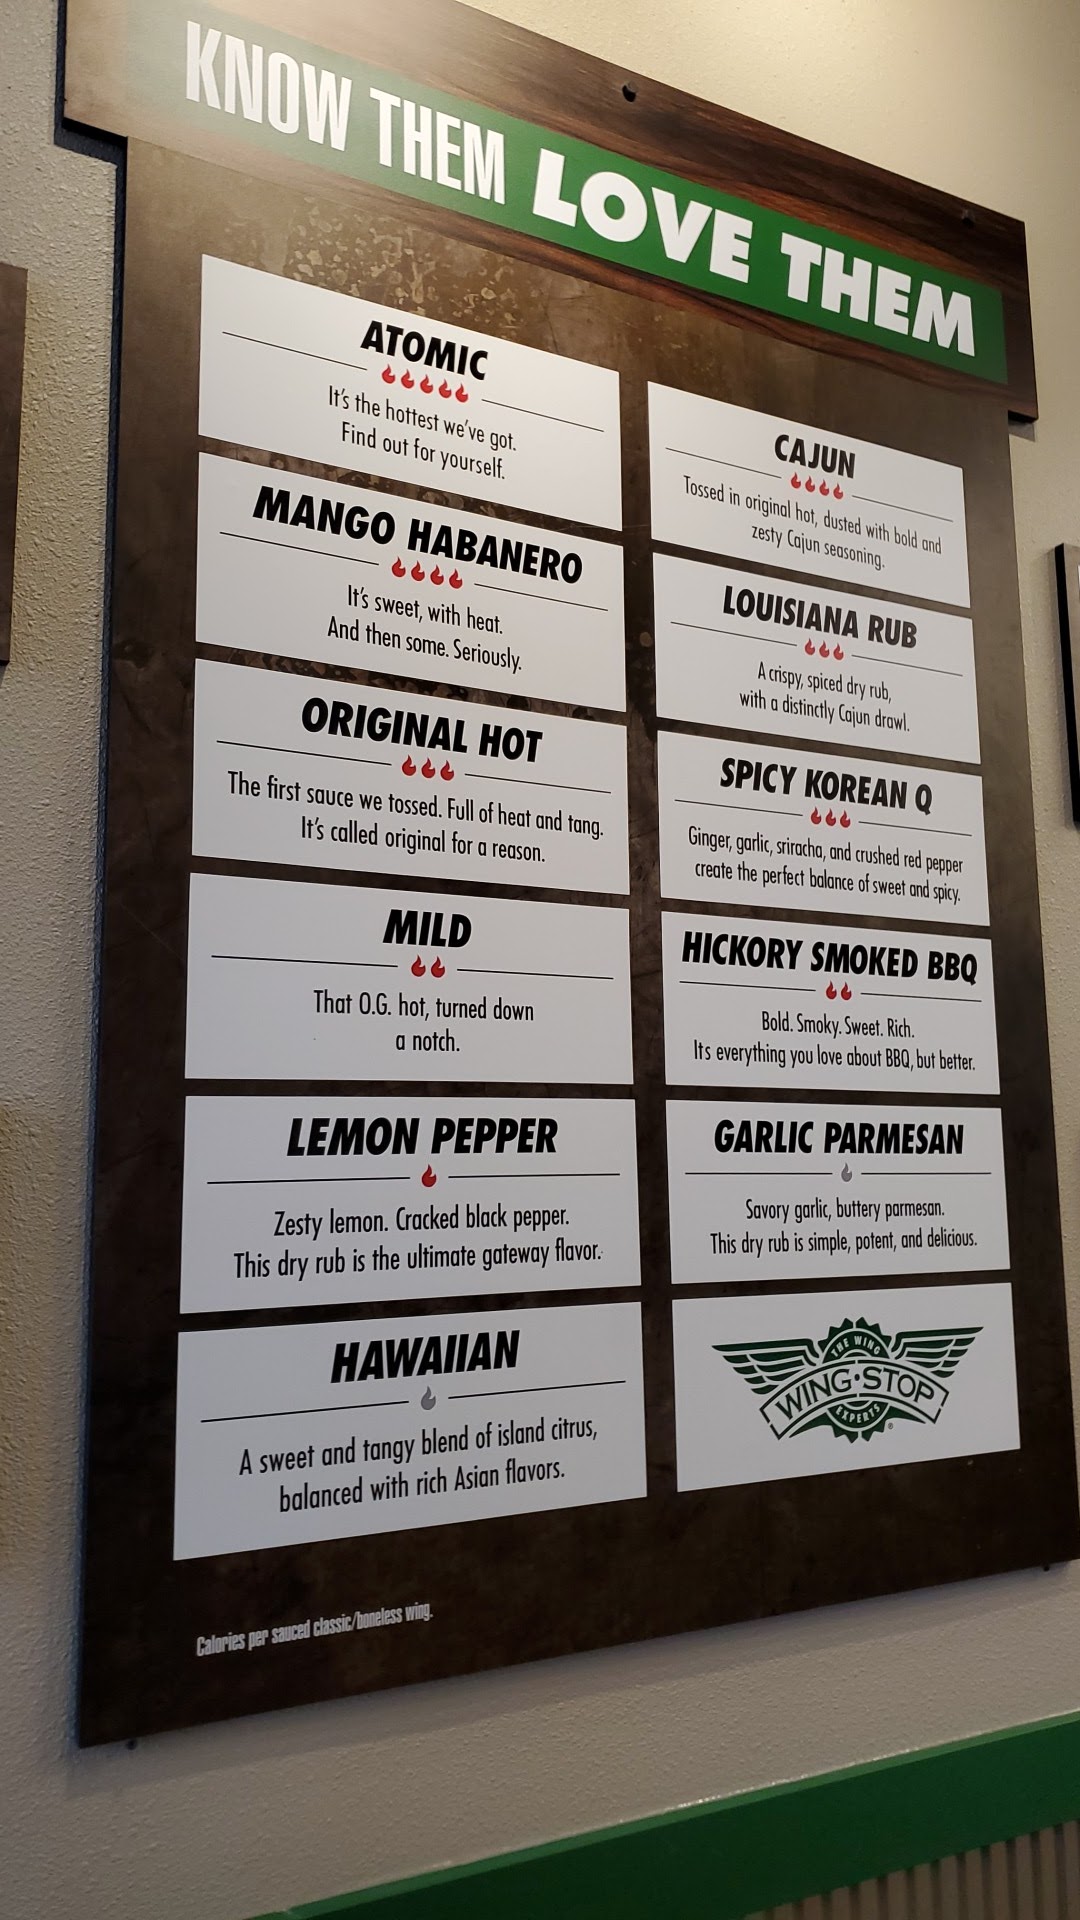 KNOW THEM LOVE THEM
ATOMIC
It's the hottest we've got.
Find out for yourself.
MANGO HABANERO
It's sweet, with heat.
And then some. Seriously.
ORIGINAL HOT
The first sauce we tossed. Full of heat and tang.
It's called original for a reason.
MILD
That O.G. hot, turned down
a notch.
LEMON PEPPER
Zesty lemon. Cracked black pepper.
This dry rub is the ultimate gateway flavor.
HAWAIIAN
A sweet and tangy blend of island citrus,
balanced with rich Asian flavors.
CAJUN
Tossed in original hot, dusted with bold and
zesty Cajun seasoning.
LOUISIANA RUB
A crispy, spiced dry rub,
with a distinctly Cajun drawl.
SPICY KOREAN Q
Ginger, garlic, sriracha, and crushed red pepper
create the perfect balance of sweet and spicy.
HICKORY SMOKED BBQ
Bold. Smoky. Sweet. Rich.
Its everything you love about BBQ, but better.
GARLIC PARMESAN
Savory garlic, buttery parmesan.
This dry rub is simple, potent, and delicious.
THE WING
WING·STOP
EXPERTS
®
Calories per sauced classic/boneless wing.